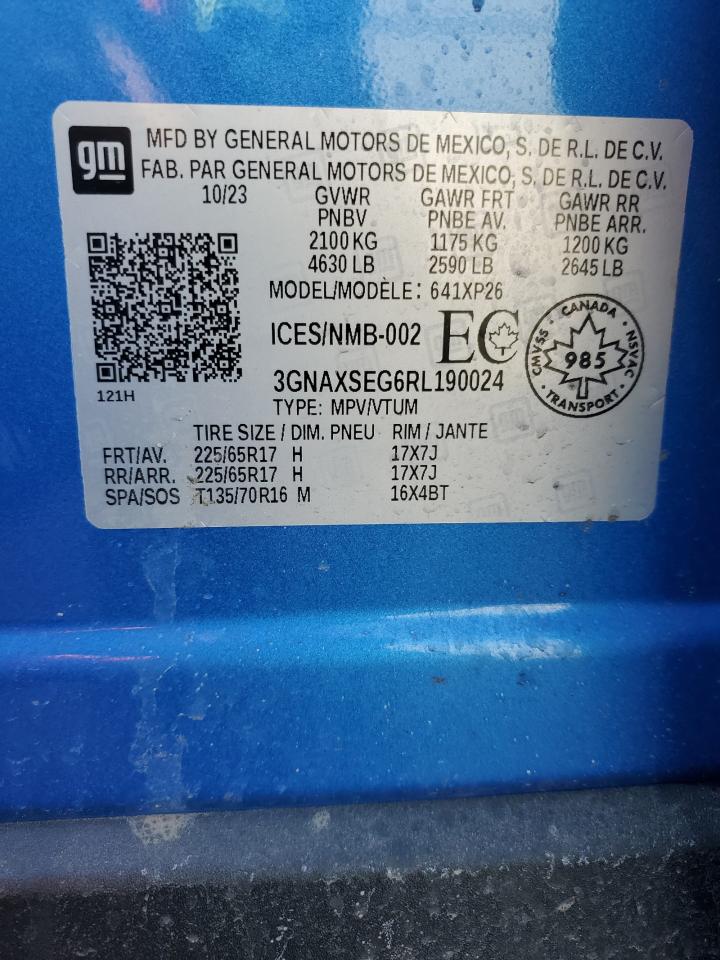 gm
MFD BY GENERAL MOTORS DE MEXICO, S. DE R.L. DE C.V.
FAB. PAR GENERAL MOTORS DE MEXICO, S. DE R.L. DE C.V.
10/23 GVWR GAWR FRT GAWR RR
PNBV PNBE AV. PNBE ARR.
2100 KG 1175 KG 1200 KG
4630 LB 2590 LB 2645 LB
MODEL/MODÈLE: 641XP26
ICES/NMB-002 EC
CANADA
CMVSS 985 NSVAC
TRANSPORT
3GNAXSEG6RL190024
121H
TYPE: MPV/VTUM
TIRE SIZE / DIM. PNEU RIM / JANTE
FRT/AV. 225/65R17 H 17X7J
RR/ARR. 225/65R17 H 17X7J
SPA/SOS T135/70R16 M 16X4BT